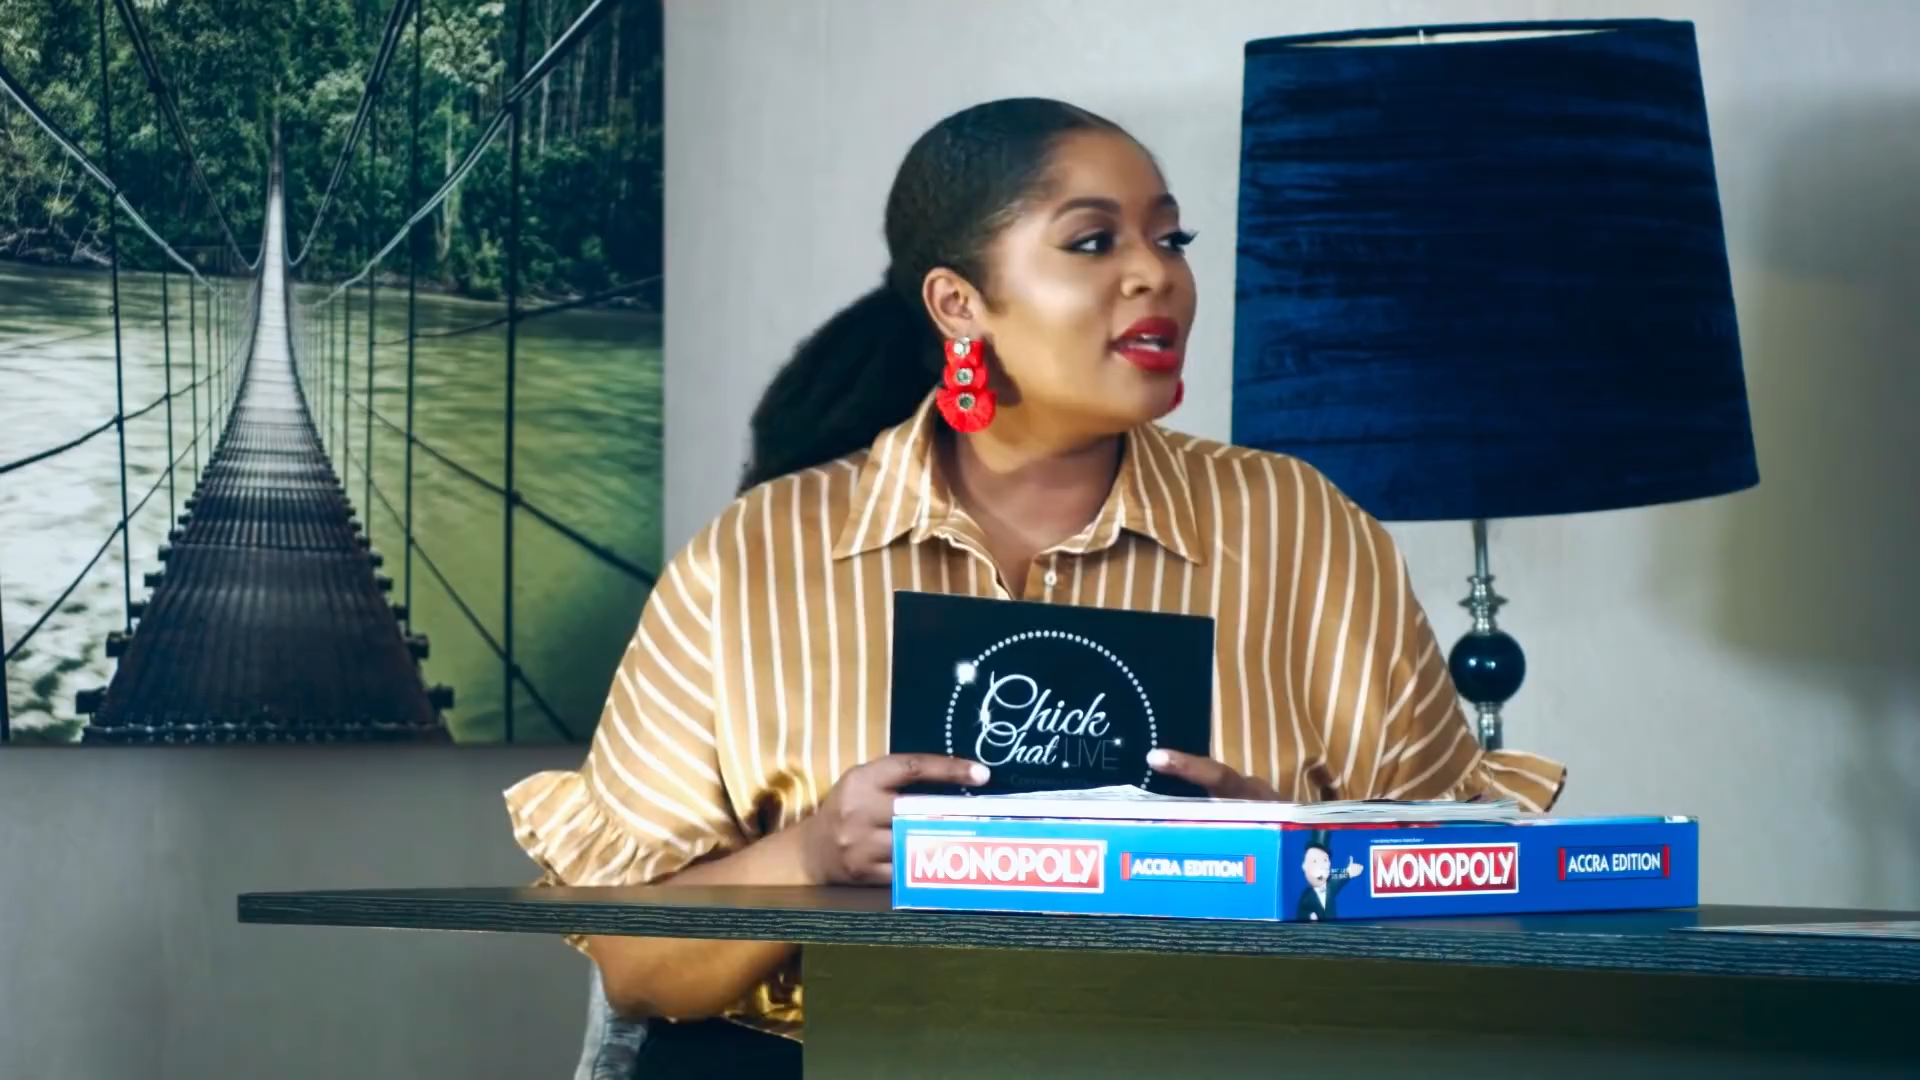 Chick
Chat LIVE
MONOPOLY
ACCRA EDITION
MONOPOLY
ACCRA EDITION